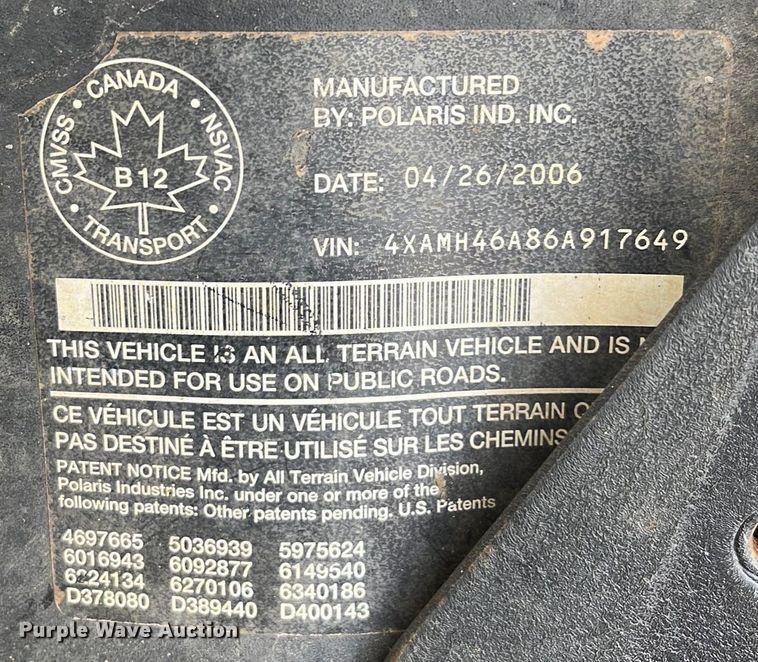 CANADA
CMVSS • NSVAC
B 12
TRANSPORT
MANUFACTURED
BY: POLARIS IND. INC.
DATE: 04/26/2006
VIN: 4XAMH46A86A917649
THIS VEHICLE IS AN ALL TERRAIN VEHICLE AND IS
INTENDED FOR USE ON PUBLIC ROADS.
CE VÉHICULE EST UN VÉHICULE TOUT TERRAIN
PAS DESTINÉ À ÊTRE UTILISÉ SUR LES CHEMINS
PATENT NOTICE Mfd. by All Terrain Vehicle Division,
Polaris Industries Inc. under one or more of the
following patents: Other patents pending. U.S. Patents
4697665 5036939 5975624
6016943 6092877 6149540
6224134 6270106 6340186
D378080 D389440 D400143
Purple Wave Auction